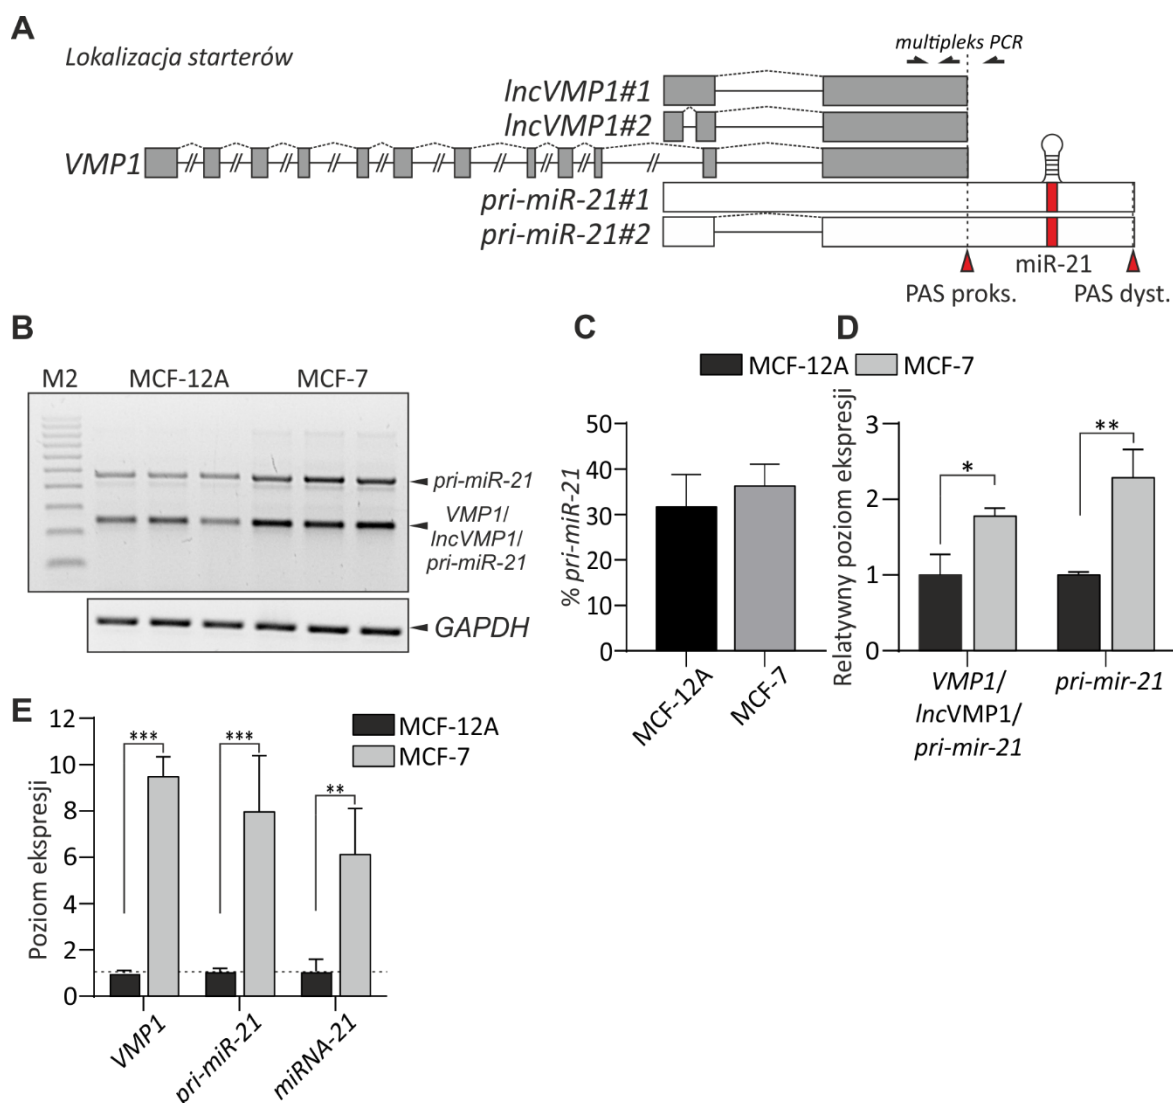 A
Lokalizacja starterów
multipleks PCR
lncVMP1#1
lncVMP1#2
VMP1
pri-miR-21#1
pri-miR-21#2
miR-21
PAS proks.
PAS dyst.
B
M2
MCF-12A
MCF-7
pri-miR-21
VMP1/
lncVMP1/
pri-miR-21
GAPDH
C
D
MCF-12A
MCF-7
% pri-miR-21
50
40
30
20
10
0
MCF-12A
MCF-7
Relatywny poziom ekspresji
3
2
1
0
*
**
VMP1/
lncVMP1/
pri-mir-21
pri-mir-21
E
MCF-12A
MCF-7
Poziom ekspresji
12
10
8
6
4
2
0
***
***
**
VMP1
pri-miR-21
miRNA-21